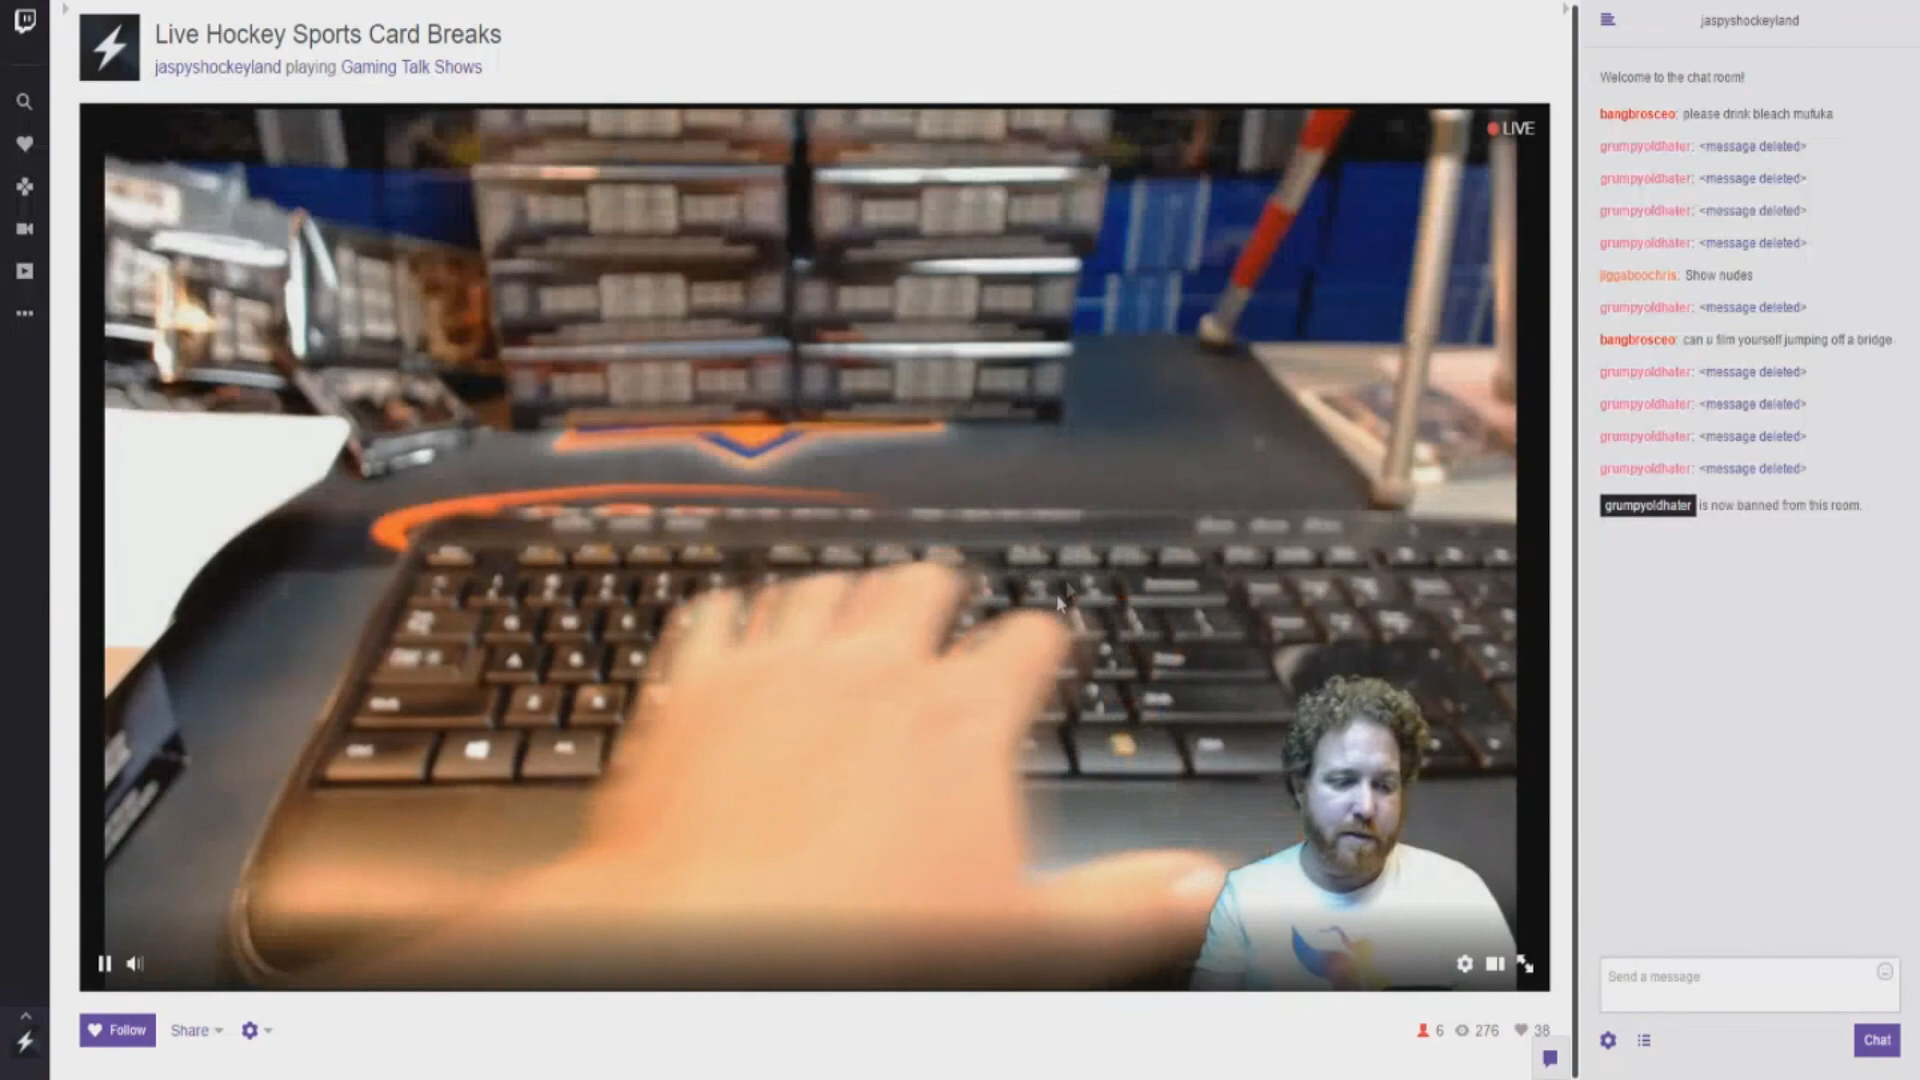 Live Hockey Sports Card Breaks
jaspyshockeyland playing Gaming Talk Shows
LIVE
Follow
Share
6
276
38
jaspyshockeyland
Welcome to the chat room!
bangbrosceo: please drink bleach mufuka
grumpyoldhater: <message deleted>
grumpyoldhater: <message deleted>
grumpyoldhater: <message deleted>
grumpyoldhater: <message deleted>
jiggaboochris: Show nudes
grumpyoldhater: <message deleted>
bangbrosceo: can u film yourself jumping off a bridge
grumpyoldhater: <message deleted>
grumpyoldhater: <message deleted>
grumpyoldhater: <message deleted>
grumpyoldhater: <message deleted>
grumpyoldhater is now banned from this room.
Send a message
Chat